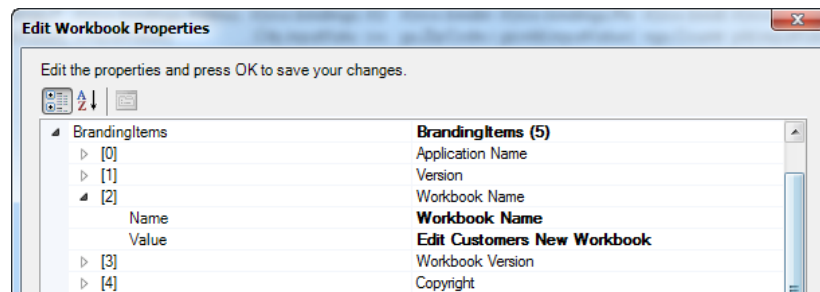 Edit Workbook Properties
Edit the properties and press OK to save your changes.
BrandingItems BrandingItems (5)
[0] Application Name
[1] Version
[2] Workbook Name
Name Workbook Name
Value Edit Customers New Workbook
[3] Workbook Version
[4] Copyright